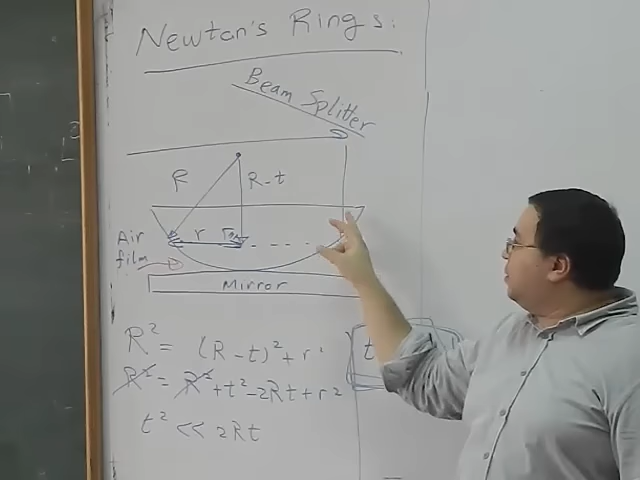 Newton's Rings:
Beam Splitter
R R-t
r
Air
film
Mirror
R² = (R-t)² + r²
R² = R² + t² - 2Rt + r²
t² << 2Rt
t